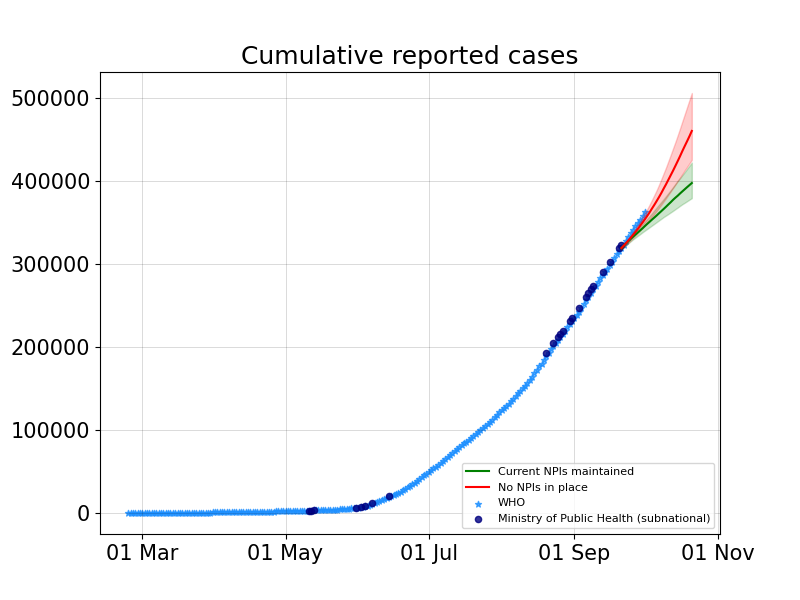 Cumulative reported cases
500000
400000
300000
200000
100000
0
01 Mar 01 May 01 Jul 01 Sep 01 Nov
Current NPIs maintained
No NPIs in place
WHO
Ministry of Public Health (subnational)